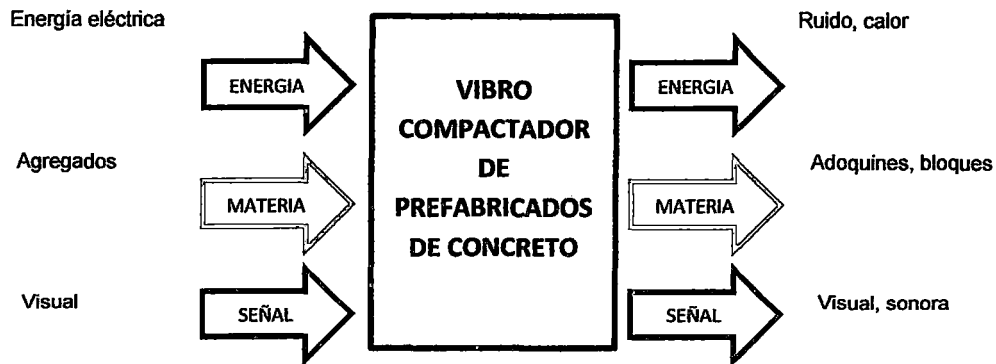 Energía eléctrica
Ruido, calor
ENERGIA
VIBRO
COMPACTADOR
DE
PREFABRICADOS
DE CONCRETO
ENERGIA
Agregados
Adoquines, bloques
MATERIA
MATERIA
Visual
Visual, sonora
SEÑAL
SEÑAL